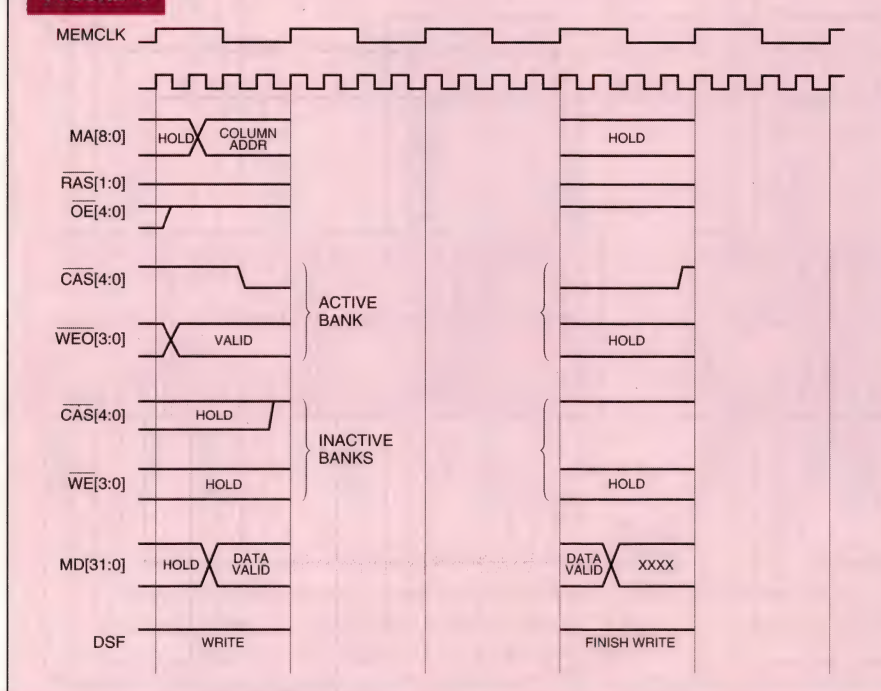 MEMCLK
MA[8:0] HOLD COLUMN ADDR HOLD
RAS[1:0]
OE[4:0]
CAS[4:0]
ACTIVE BANK
WEO[3:0] VALID HOLD
CAS[4:0] HOLD
INACTIVE BANKS
WE[3:0] HOLD HOLD
MD[31:0] HOLD DATA VALID DATA VALID XXXX
DSF WRITE FINISH WRITE